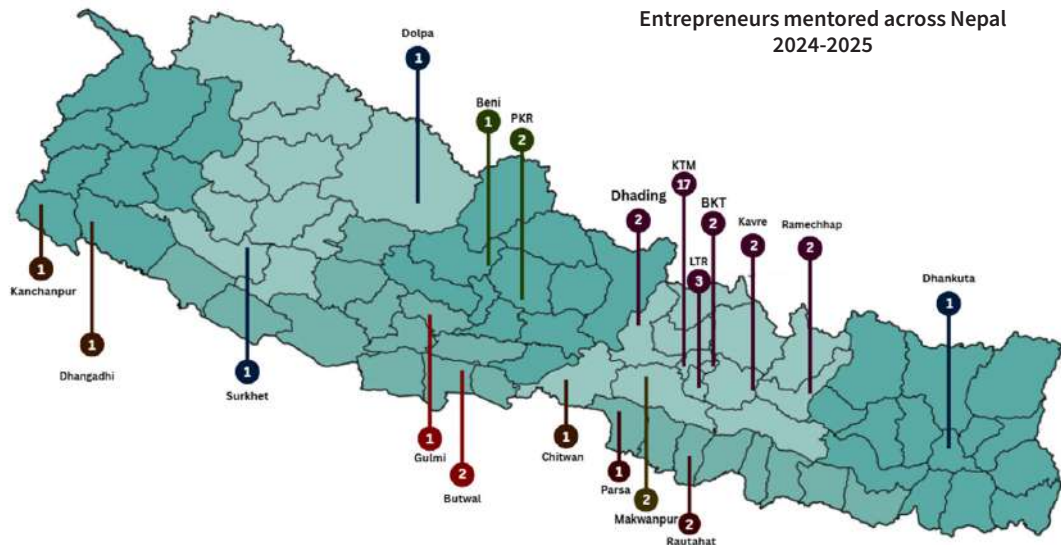 Entrepreneurs mentored across Nepal
2024-2025
Dolpa
1
Beni
1
PKR
2
KTM
17
Dhading
2
BKT
2
LTR
3
Kavre
2
Ramechhap
2
Dhankuta
1
1
Kanchanpur
1
Dhangadhi
1
Surkhet
1
Gulmi
2
Butwal
1
Chitwan
1
Parsa
2
Makwanpur
2
Rautahat